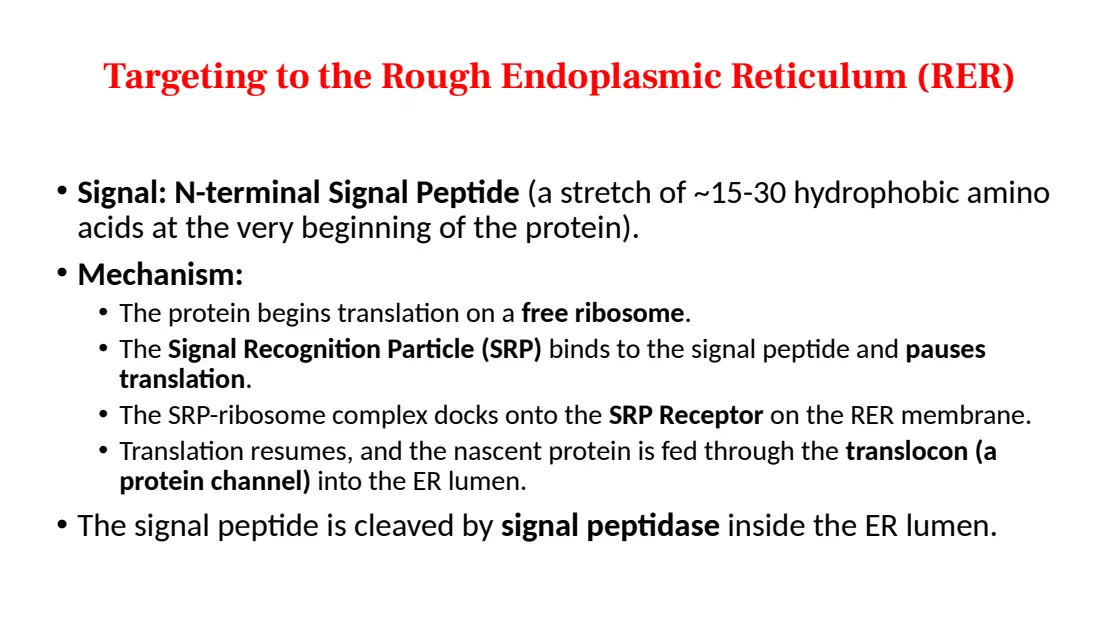 Targeting to the Rough Endoplasmic Reticulum (RER)
• Signal: N-terminal Signal Peptide (a stretch of ~15-30 hydrophobic amino
acids at the very beginning of the protein).
• Mechanism:
• The protein begins translation on a free ribosome.
• The Signal Recognition Particle (SRP) binds to the signal peptide and pauses
translation.
• The SRP-ribosome complex docks onto the SRP Receptor on the RER membrane.
• Translation resumes, and the nascent protein is fed through the translocon (a
protein channel) into the ER lumen.
• The signal peptide is cleaved by signal peptidase inside the ER lumen.